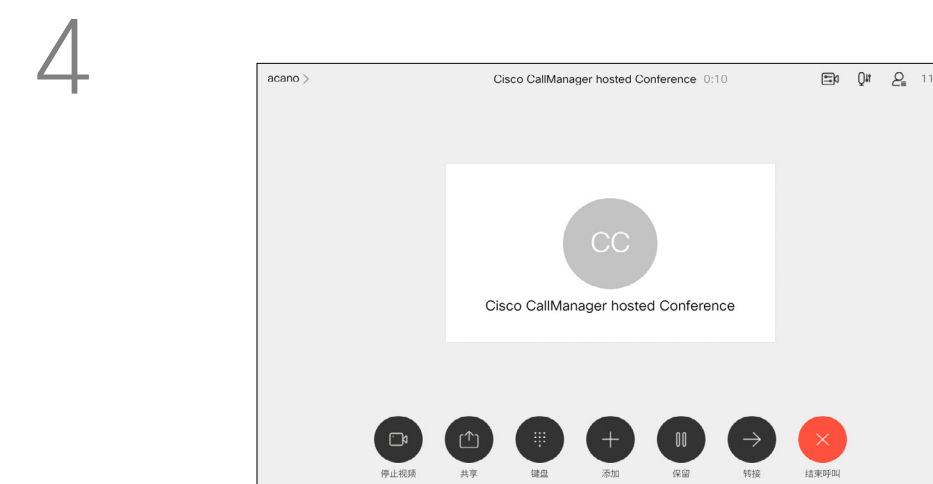 4
acano >
Cisco CallManager hosted Conference 0:10
11
CC
Cisco CallManager hosted Conference
停止视频 共享 键盘 添加 保留 转接 结束呼叫